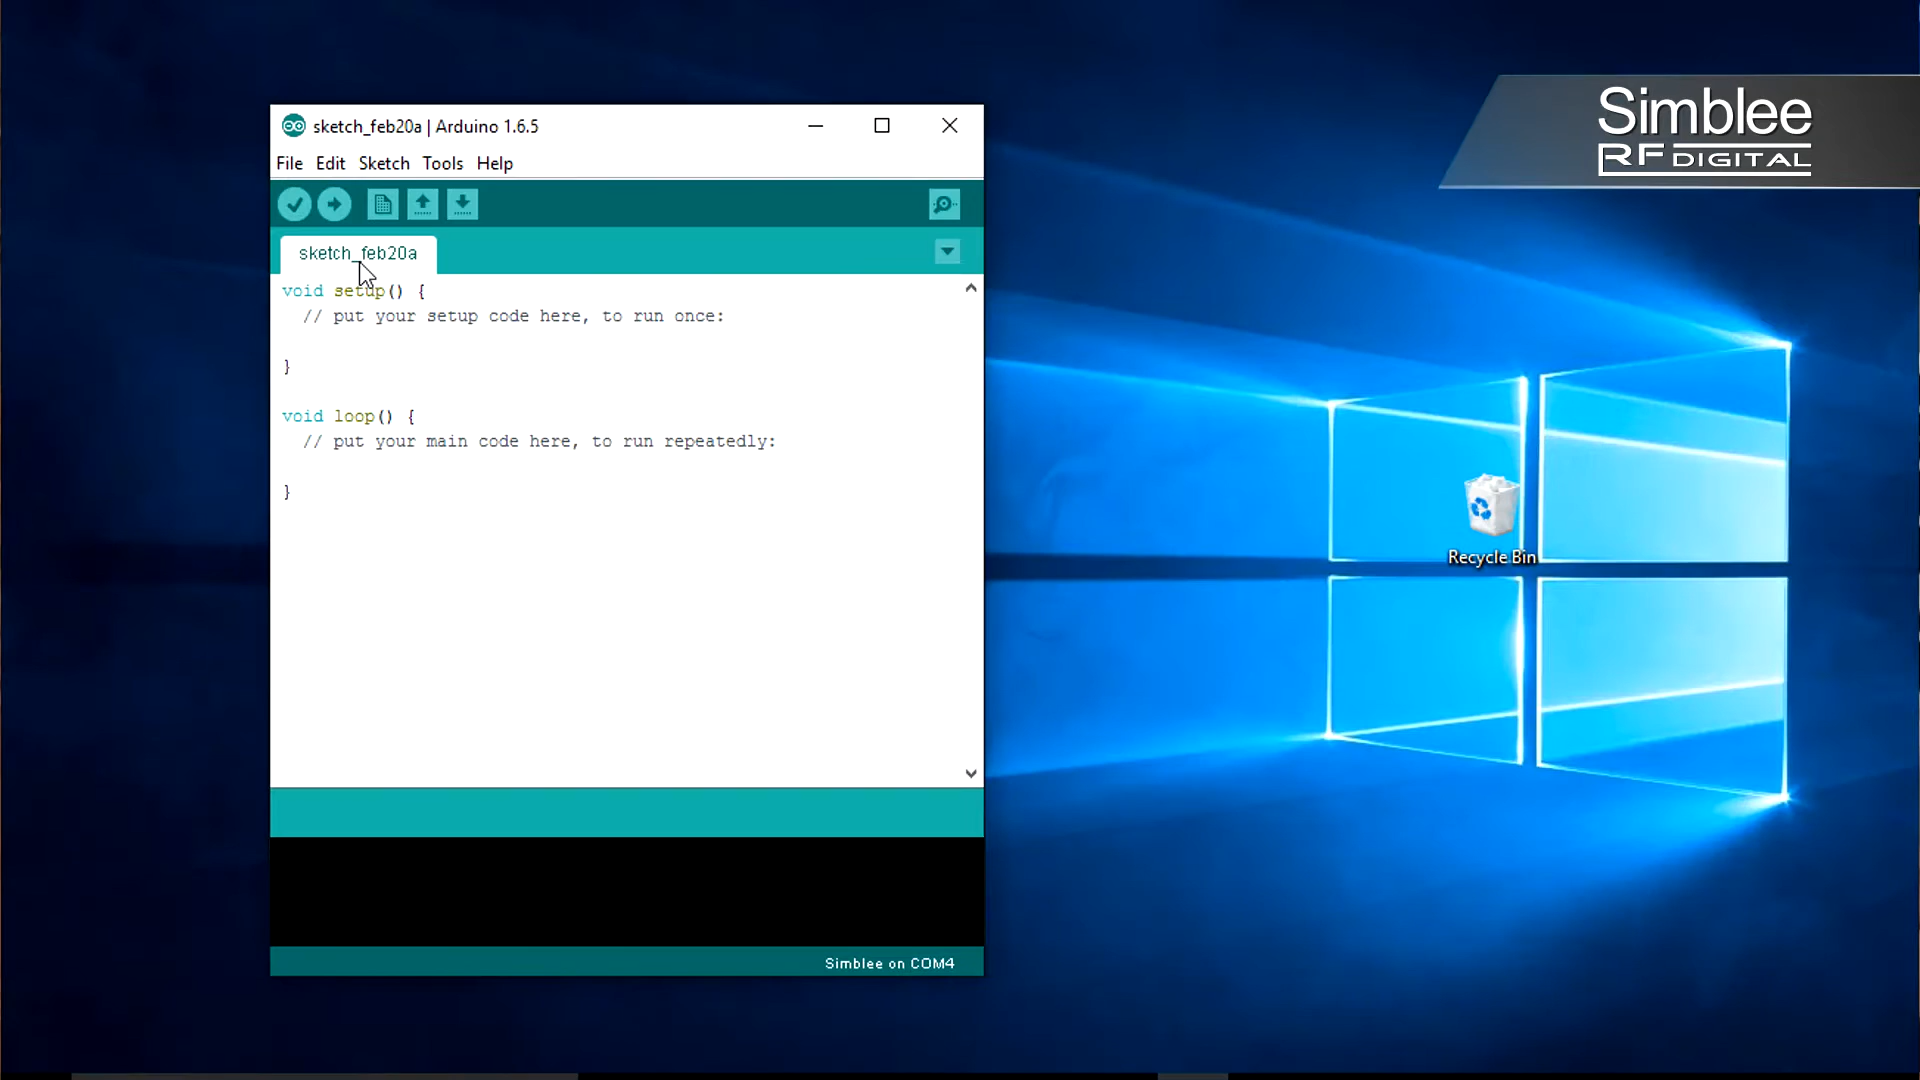 Simblee
RF DIGITAL
sketch_feb20a | Arduino 1.6.5
File Edit Sketch Tools Help
sketch_feb20a
void setup() {
  // put your setup code here, to run once:
}
void loop() {
  // put your main code here, to run repeatedly:
}
Recycle Bin
Simblee on COM4